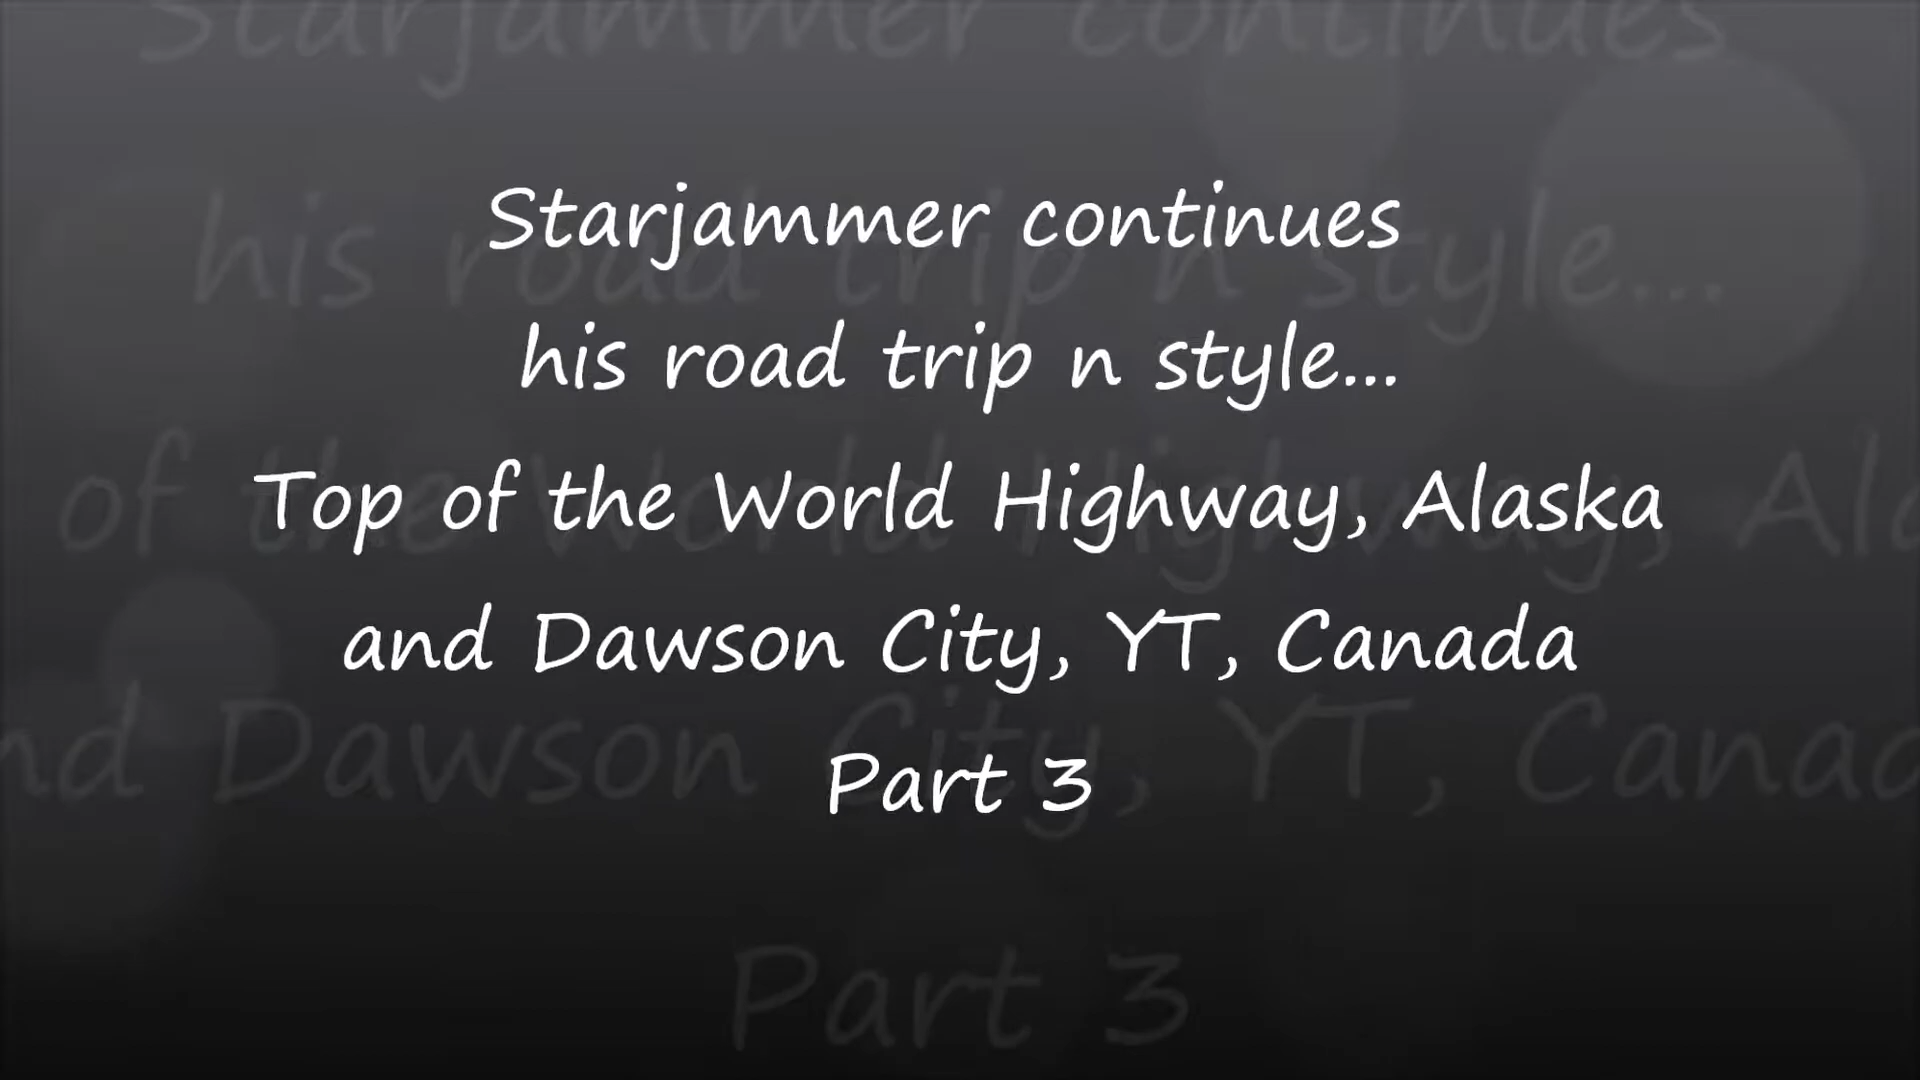 Starjammer continues
his road trip n style...
Top of the World Highway, Alaska
and Dawson City, YT, Canada
Part 3